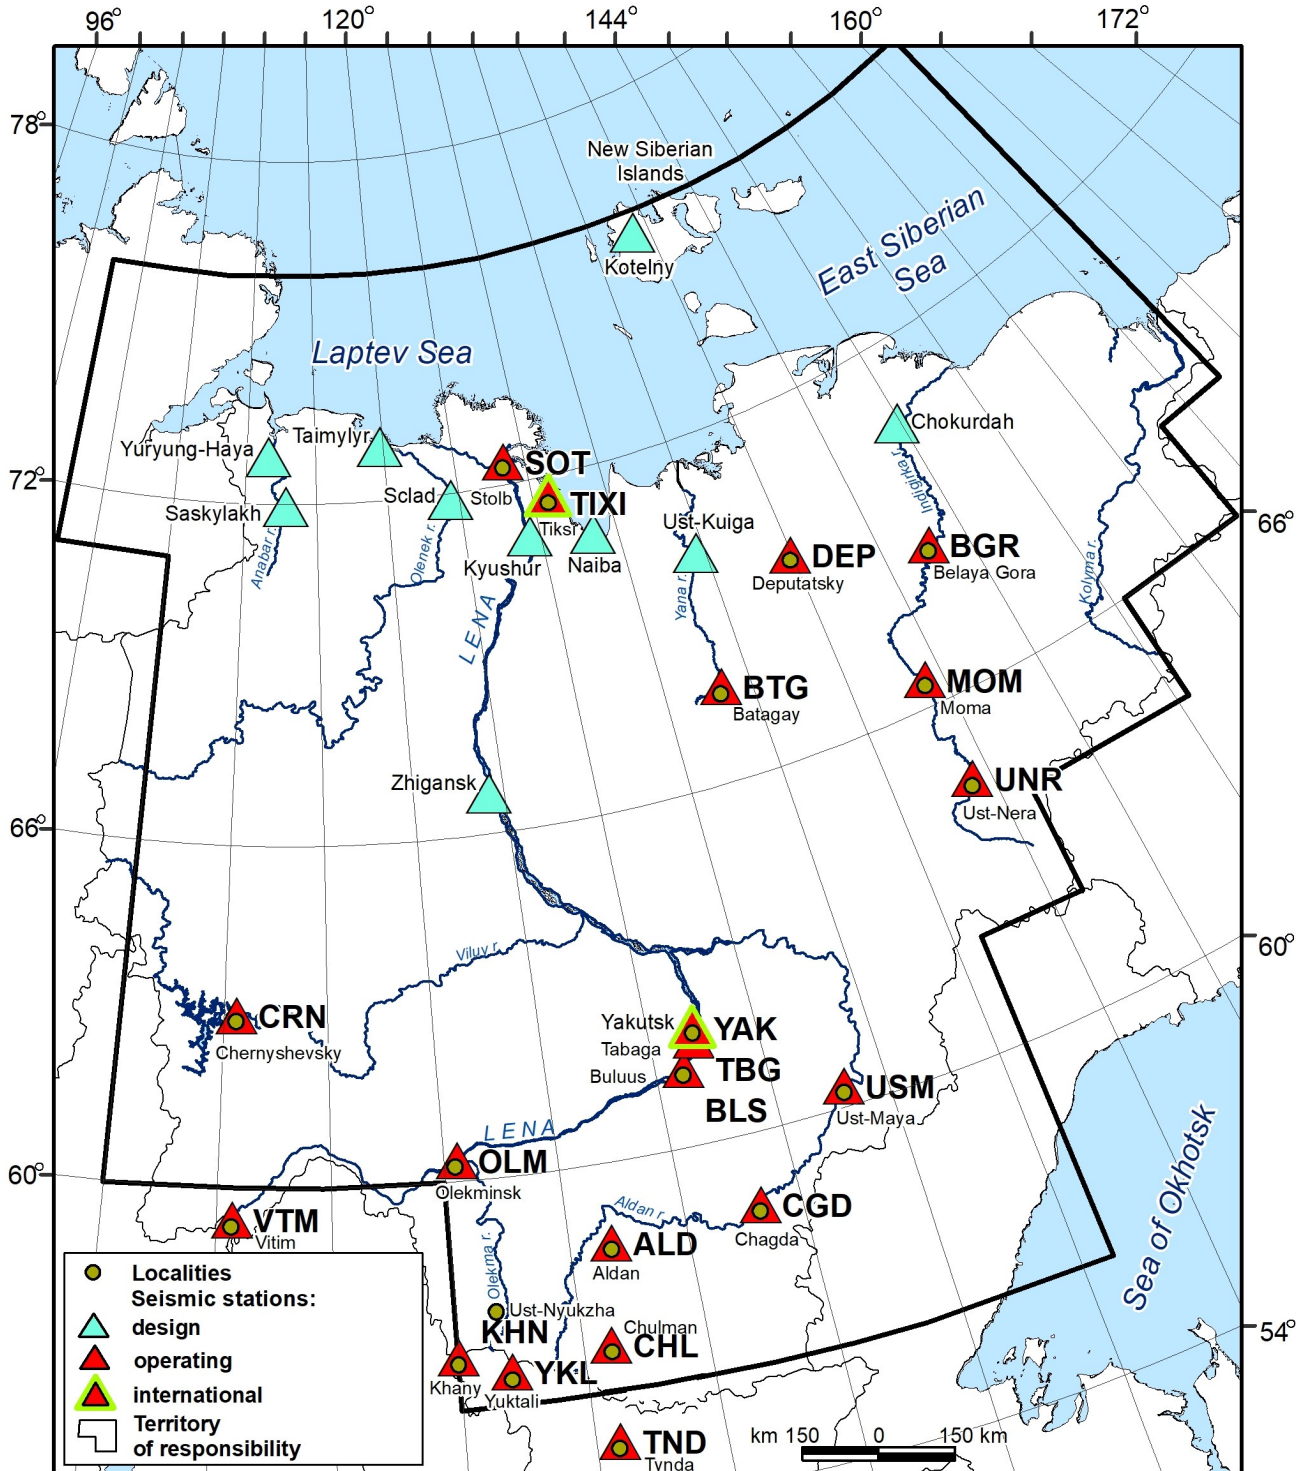 96° 120° 144° 160° 172°
78°
New Siberian
Islands
Kotelny
East Siberian
Sea
Laptev Sea
Chokurdah
Taimylyr
Yuryung-Haya
SOT
72°
Sclad
Stolb
TIXI
Saskylakh
Tiksi
Ust-Kuiga
66°
Indigirka r.
Anabar r.
Olenek r.
Kyushur
Naiba
DEP
Deputatsky
BGR
Belaya Gora
Kolyma r.
Yana r.
LENA
BTG
Batagay
MOM
Moma
Zhigansk
UNR
Ust-Nera
66°
Viluy r.
60°
CRN
Chernyshevsky
Yakutsk
YAK
Tabaga
TBG
Buluus
BLS
USM
Ust-Maya
LENA
60°
OLM
Olekminsk
Sea of Okhotsk
VTM
Vitim
Aldan r.
CGD
Chagda
ALD
Aldan
Olekma r.
Ust-Nyukzha
KHN
Chulman
CHL
54°
Khany
YKL
Yuktali
TND
Tynda
km 150 0 150 km
Localities
Seismic stations:
design
operating
international
Territory
of responsibility